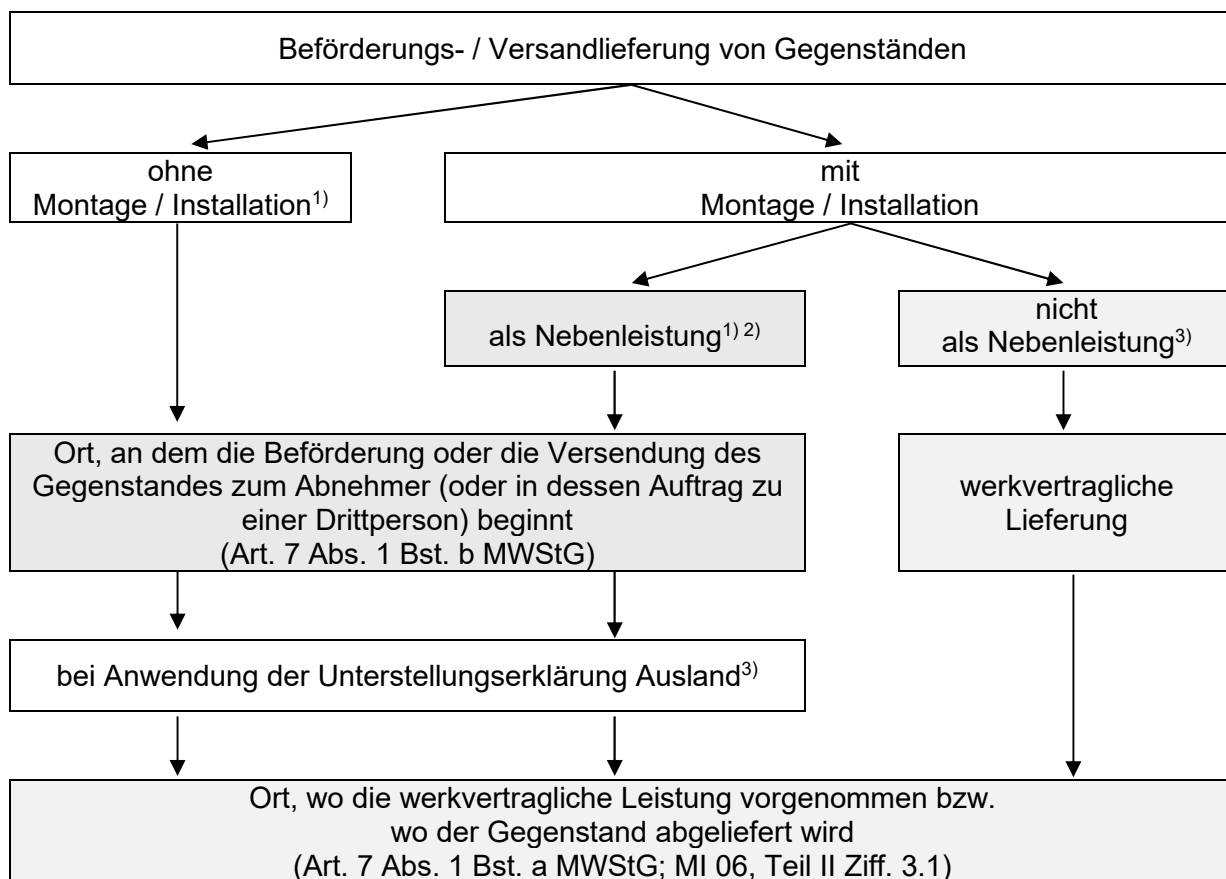 Beförderungs- / Versandlieferung von Gegenständen
ohne
Montage / Installation1)
mit
Montage / Installation
als Nebenleistung1) 2)
nicht
als Nebenleistung3)
Ort, an dem die Beförderung oder die Versendung des
Gegenstandes zum Abnehmer (oder in dessen Auftrag zu
einer Drittperson) beginnt
(Art. 7 Abs. 1 Bst. b MWStG)
werkvertragliche
Lieferung
bei Anwendung der Unterstellungserklärung Ausland3)
Ort, wo die werkvertragliche Leistung vorgenommen bzw.
wo der Gegenstand abgeliefert wird
(Art. 7 Abs. 1 Bst. a MWStG; MI 06, Teil II Ziff. 3.1)